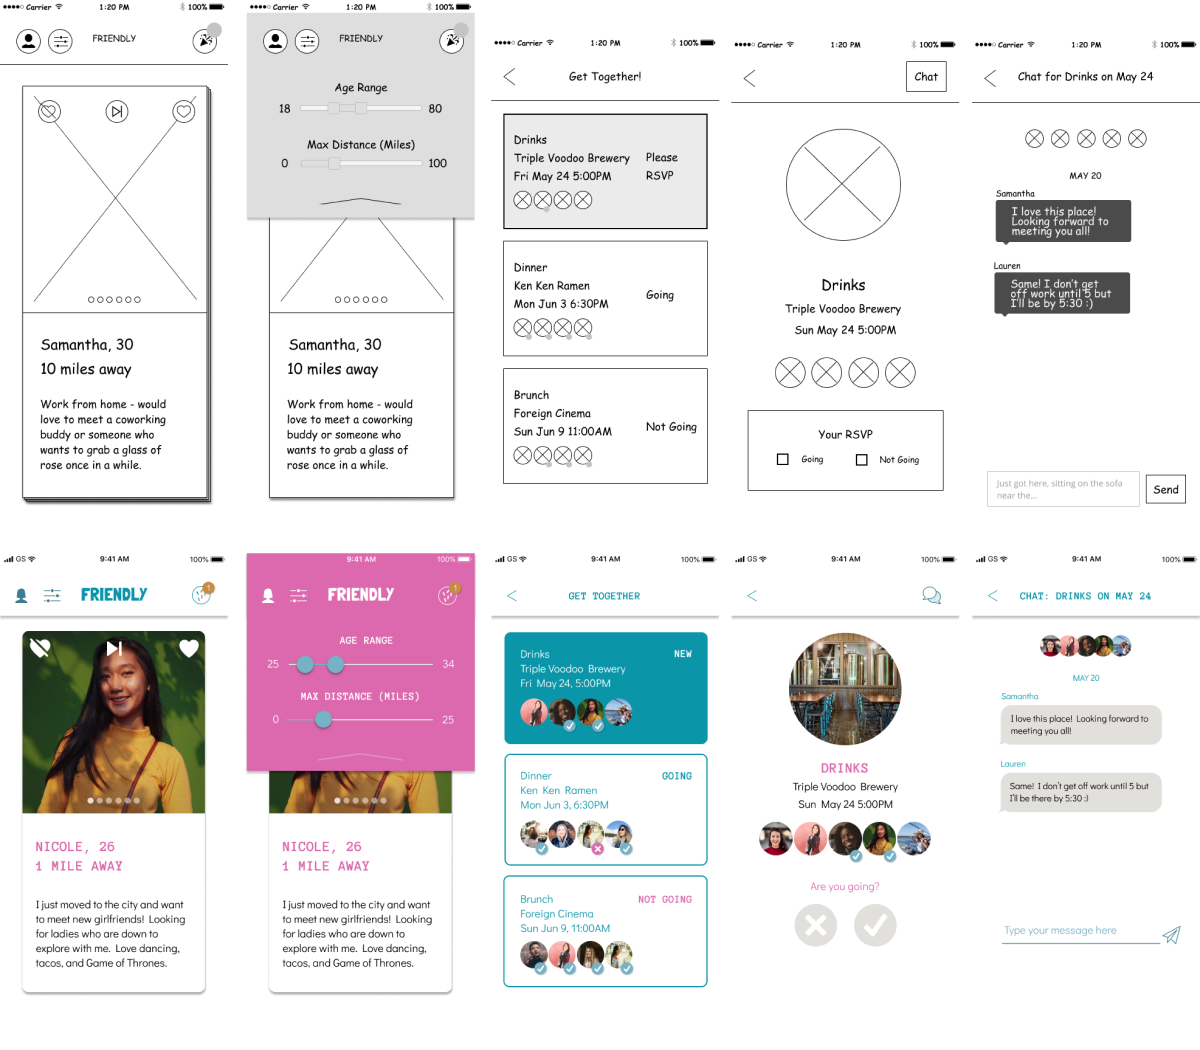 Carrier
1:20 PM
100%
FRIENDLY
Samantha, 30
10 miles away
Work from home - would
love to meet a coworking
buddy or someone who
wants to grab a glass of
rose once in a while.
Carrier
1:20 PM
100%
FRIENDLY
Age Range
18
80
Max Distance (Miles)
0
100
Samantha, 30
10 miles away
Work from home - would
love to meet a coworking
buddy or someone who
wants to grab a glass of
rose once in a while.
Carrier
1:20 PM
100%
Get Together!
Drinks
Triple Voodoo Brewery
Fri May 24 5:00PM
Please
RSVP
Dinner
Ken Ken Ramen
Mon Jun 3 6:30PM
Going
Brunch
Foreign Cinema
Sun Jun 9 11:00AM
Not Going
Carrier
1:20 PM
100%
Chat
Drinks
Triple Voodoo Brewery
Sun May 24 5:00PM
Your RSVP
Going
Not Going
Carrier
1:20 PM
100%
Chat for Drinks on May 24
MAY 20
Samantha
I love this place!
Looking forward to
meeting you all!
Lauren
Same! I don't get
off work until 5 but
I'll be by 5:30 :)
Just got here, sitting on the sofa
near the...
Send
GS
9:41 AM
100%
FRIENDLY
1
NICOLE, 26
1 MILE AWAY
I just moved to the city and want
to meet new girlfriends! Looking
for ladies who are down to
explore with me. Love dancing,
tacos, and Game of Thrones.
9:41 AM
100%
FRIENDLY
1
AGE RANGE
25
34
MAX DISTANCE (MILES)
0
25
NICOLE, 26
1 MILE AWAY
I just moved to the city and want
to meet new girlfriends! Looking
for ladies who are down to
explore with me. Love dancing,
tacos, and Game of Thrones.
GS
9:41 AM
100%
GET TOGETHER
Drinks
NEW
Triple Voodoo Brewery
Fri May 24, 5:00PM
Dinner
GOING
Ken Ken Ramen
Mon Jun 3, 6:30PM
Brunch
NOT GOING
Foreign Cinema
Sun Jun 9, 11:00AM
GS
9:41 AM
100%
DRINKS
Triple Voodoo Brewery
Sun May 24 5:00PM
Are you going?
GS
9:41 AM
100%
CHAT: DRINKS ON MAY 24
MAY 20
Samantha
I love this place! Looking forward to
meeting you all!
Lauren
Same! I don't get off work until 5 but
I'll be there by 5:30 :)
Type your message here